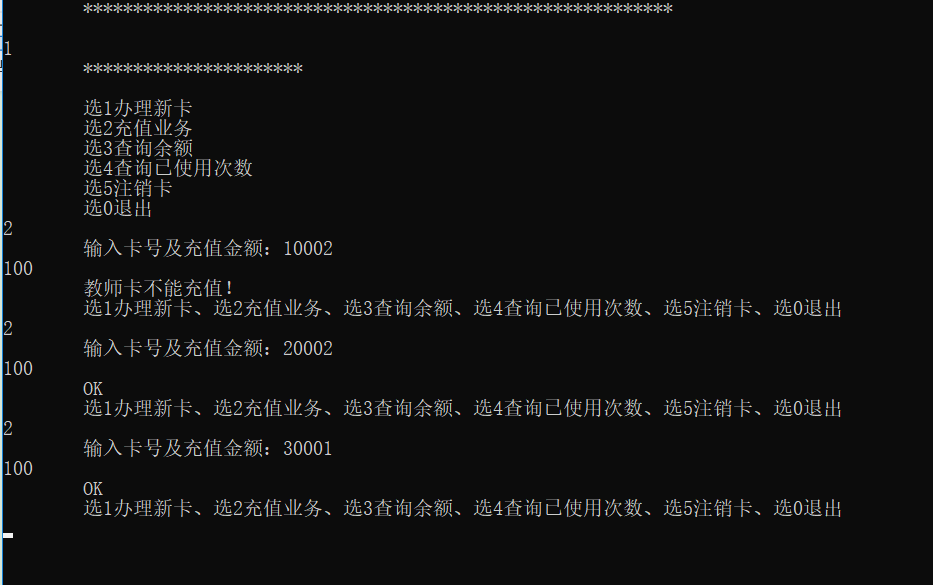 ***********************************************************
1
**********************
选1办理新卡
选2充值业务
选3查询余额
选4查询已使用次数
选5注销卡
选0退出
2
输入卡号及充值金额：10002
100
教师卡不能充值！
选1办理新卡、选2充值业务、选3查询余额、选4查询已使用次数、选5注销卡、选0退出
2
输入卡号及充值金额：20002
100
OK
选1办理新卡、选2充值业务、选3查询余额、选4查询已使用次数、选5注销卡、选0退出
2
输入卡号及充值金额：30001
100
OK
选1办理新卡、选2充值业务、选3查询余额、选4查询已使用次数、选5注销卡、选0退出